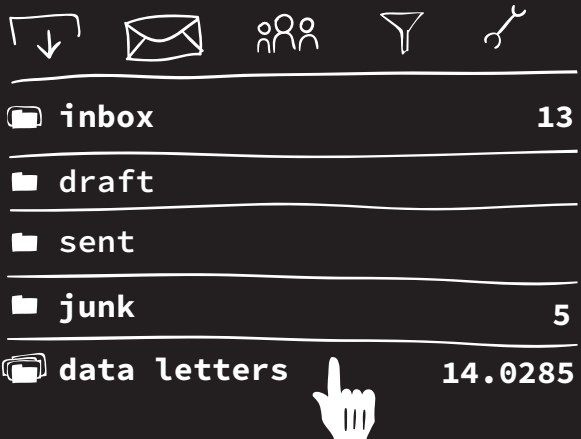 inbox 13
draft
sent
junk 5
data letters 14.0285